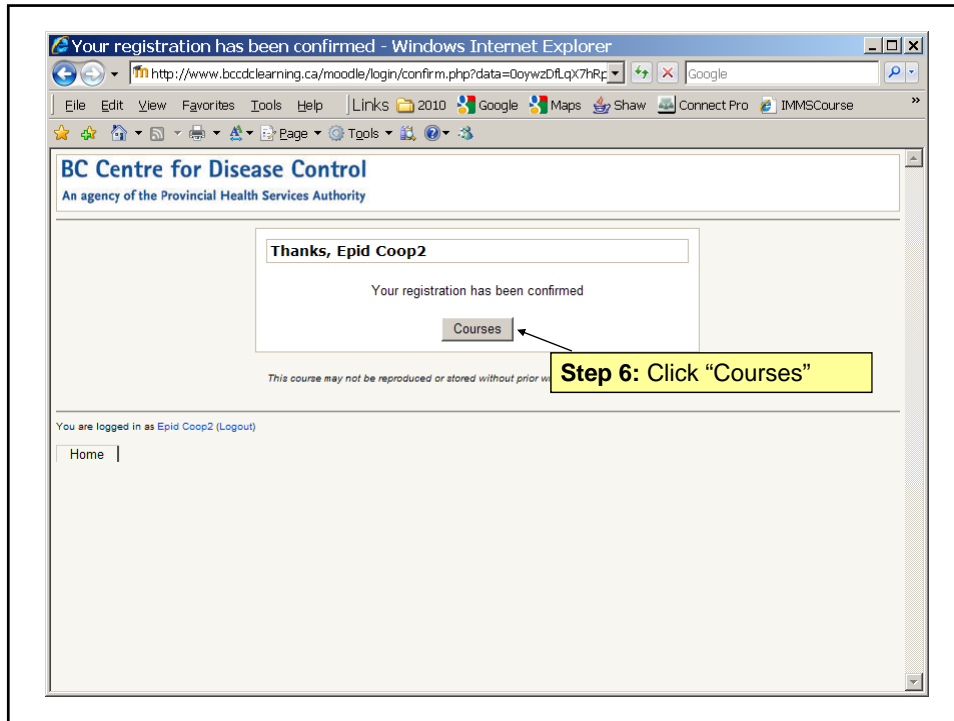 Your registration has been confirmed - Windows Internet Explorer
http://www.bccdclearning.ca/moodle/login/confirm.php?data=0oywzDfLqX7hRp
Google
File Edit View Favorites Tools Help Links 2010 Google Maps Shaw Connect Pro IMMSCourse »
Page Tools
BC Centre for Disease Control
An agency of the Provincial Health Services Authority
Thanks, Epid Coop2
Your registration has been confirmed
Courses
Step 6: Click “Courses”
This course may not be reproduced or stored without prior
You are logged in as Epid Coop2 (Logout)
Home